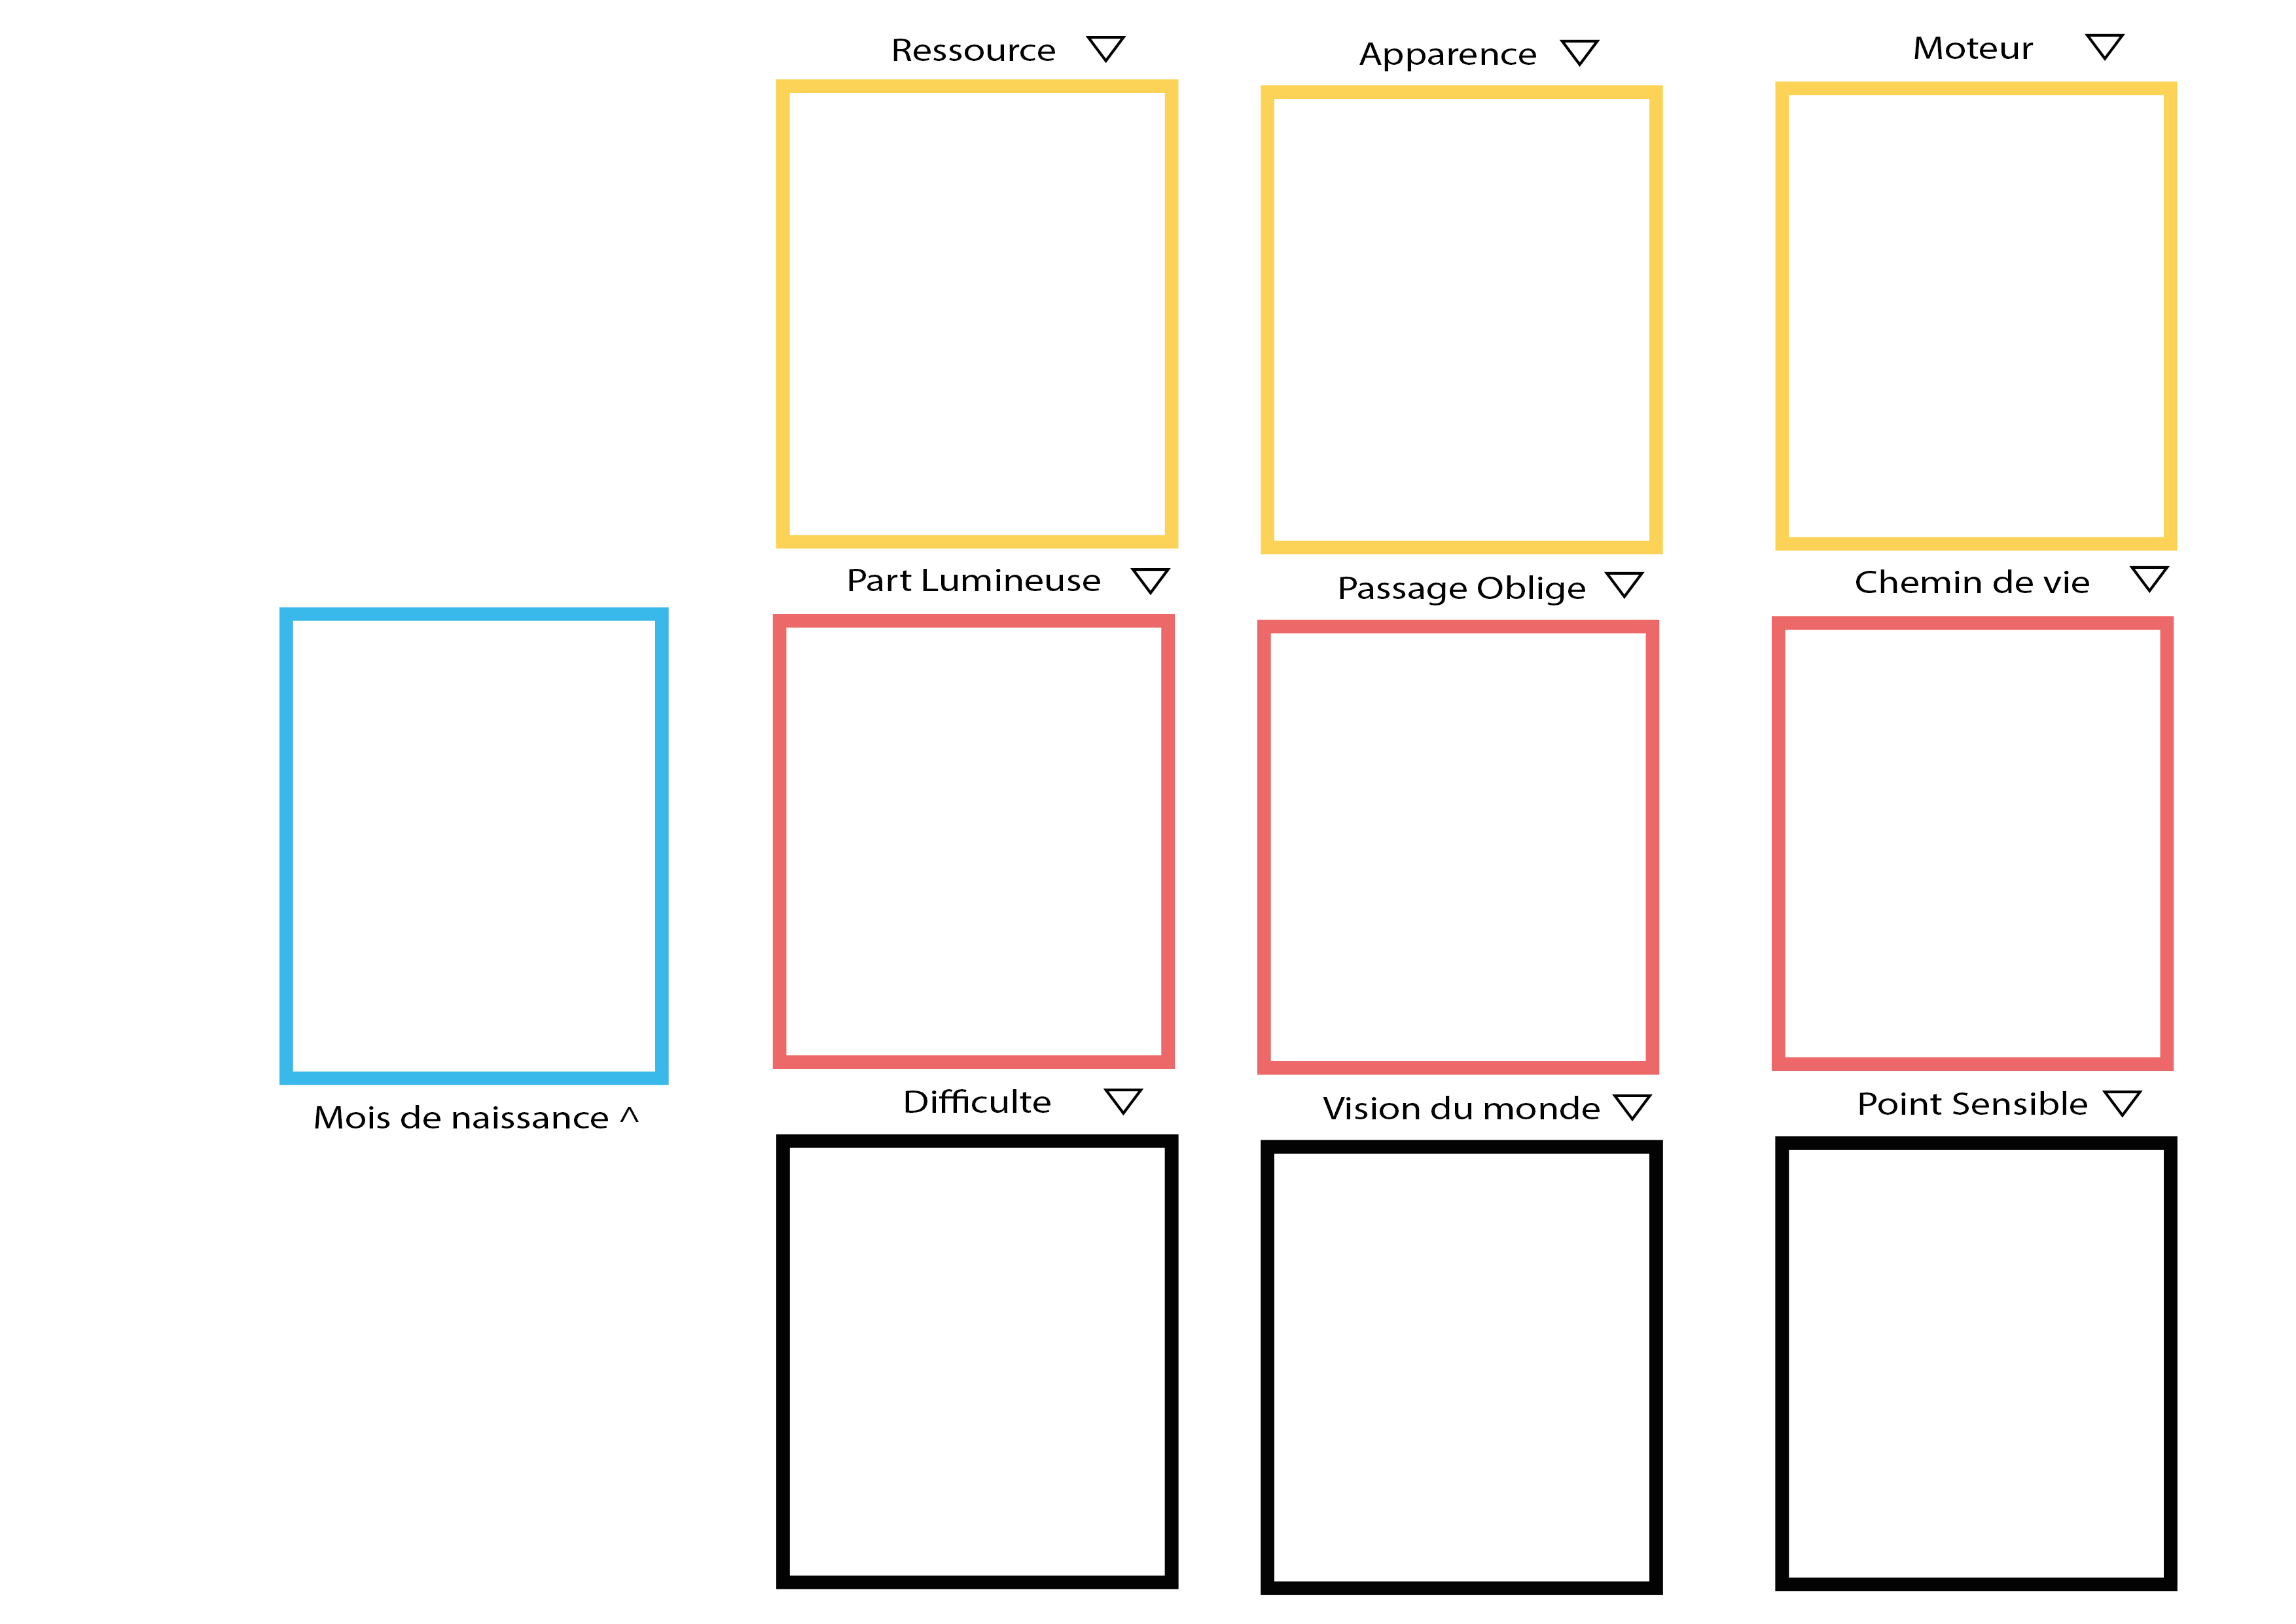 Ressource
Apparence
Moteur
Part Lumineuse
Passage Oblige
Chemin de vie
Mois de naissance ^
Difficulte
Vision du monde
Point Sensible